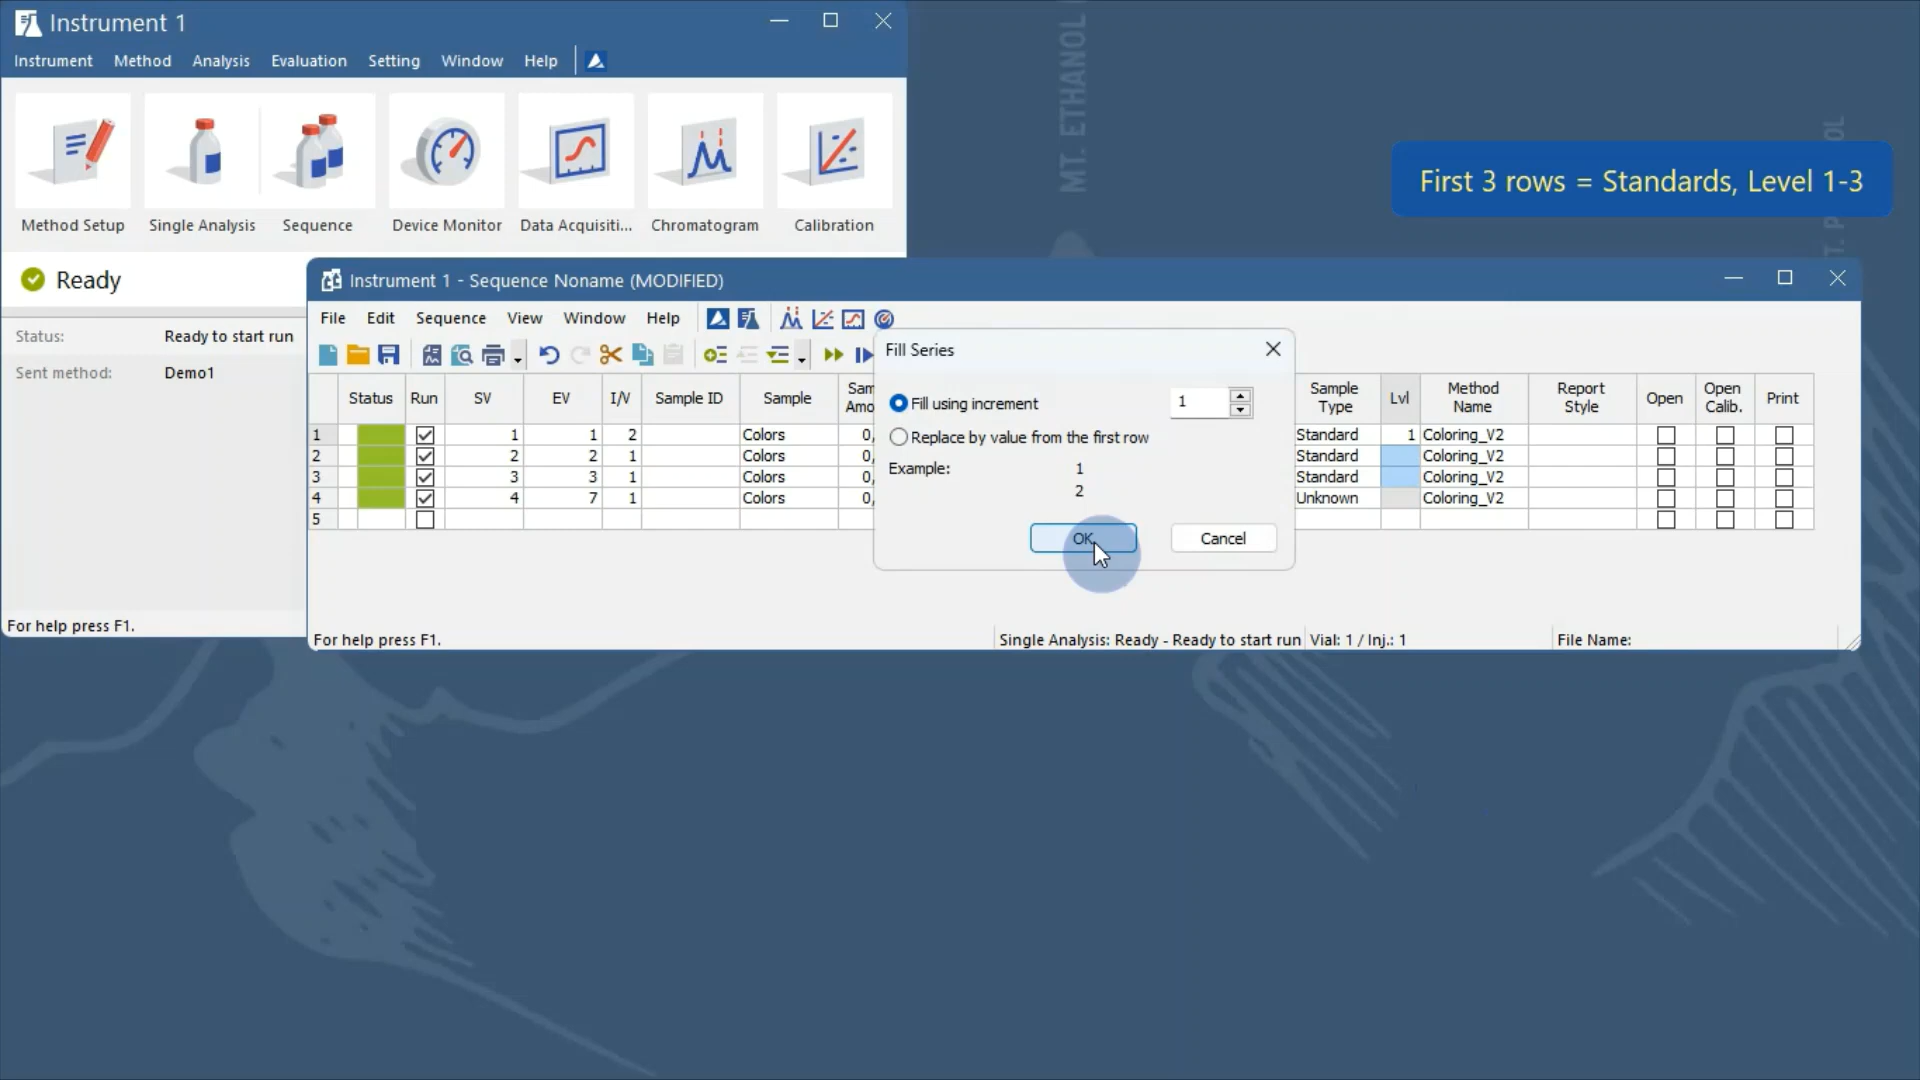 Instrument 1
Instrument Method Analysis Evaluation Setting Window Help
Method Setup Single Analysis Sequence Device Monitor Data Acquisiti... Chromatogram Calibration
Ready
Status: Ready to start run
Sent method: Demo1
For help press F1.
MT. ETHANOL
First 3 rows = Standards, Level 1-3
Instrument 1 - Sequence Noname (MODIFIED)
File Edit Sequence View Window Help
Status Run SV EV I/V Sample ID Sample Sam Amo Sample Type Lvl Method Name Report Style Open Open Calib. Print
1 1 1 2 Colors 0, Standard 1 Coloring_V2
2 2 2 1 Colors 0, Standard Coloring_V2
3 3 3 1 Colors 0, Standard Coloring_V2
4 4 7 1 Colors 0, Unknown Coloring_V2
5
Fill Series
Fill using increment 1
Replace by value from the first row
Example: 1
2
OK Cancel
For help press F1. Single Analysis: Ready - Ready to start run Vial: 1 / Inj.: 1 File Name: